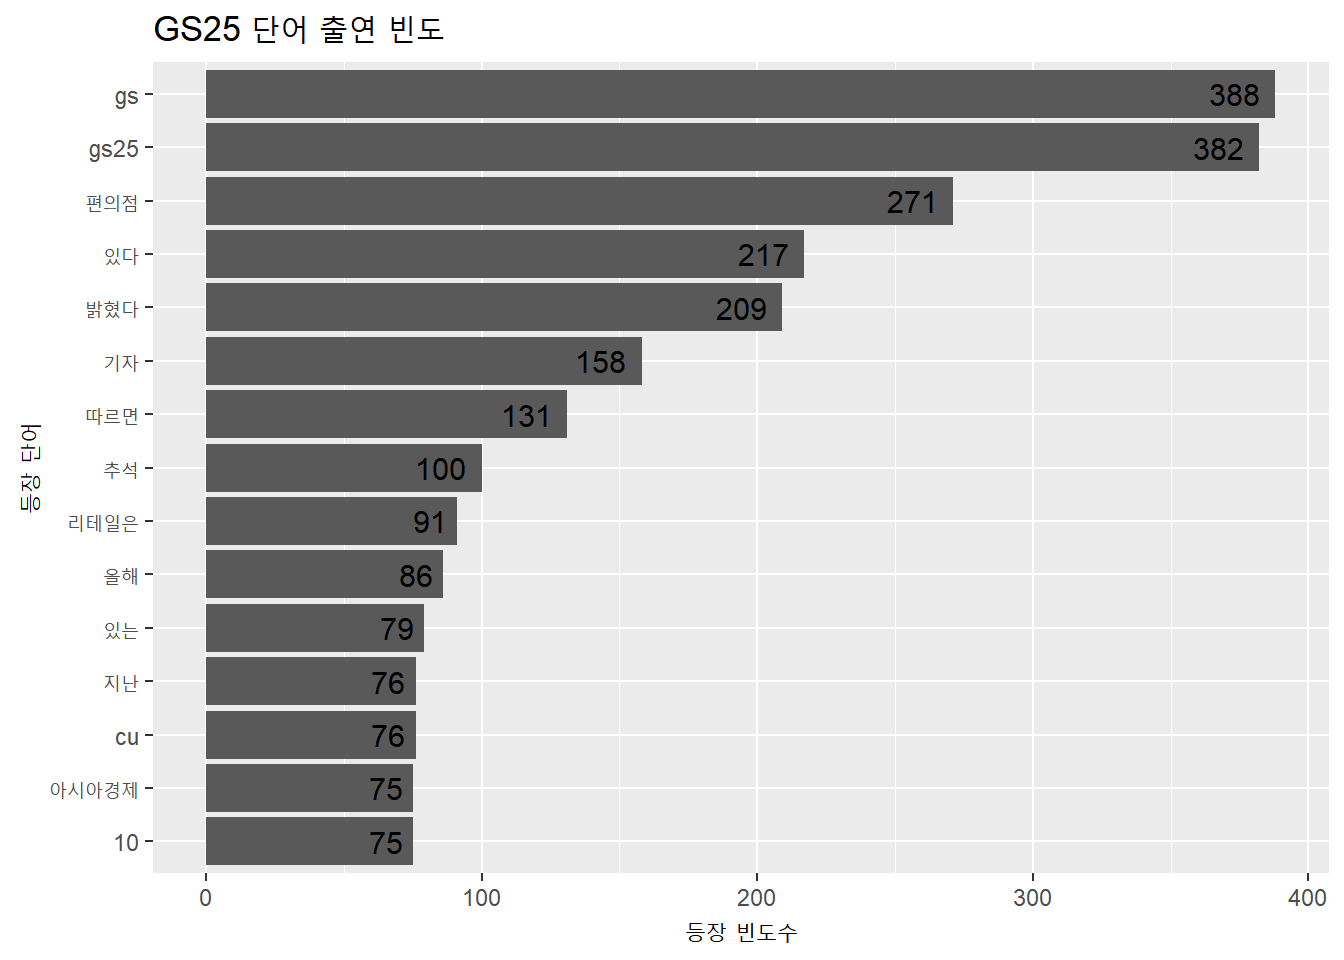 GS25 단어 출연 빈도
등장 단어
gs 388
gs25 382
편의점 271
있다 217
밝혔다 209
기자 158
따르면 131
추석 100
리테일은 91
올해 86
있는 79
지난 76
cu 76
아시아경제 75
10 75
0 100 200 300 400
등장 빈도수